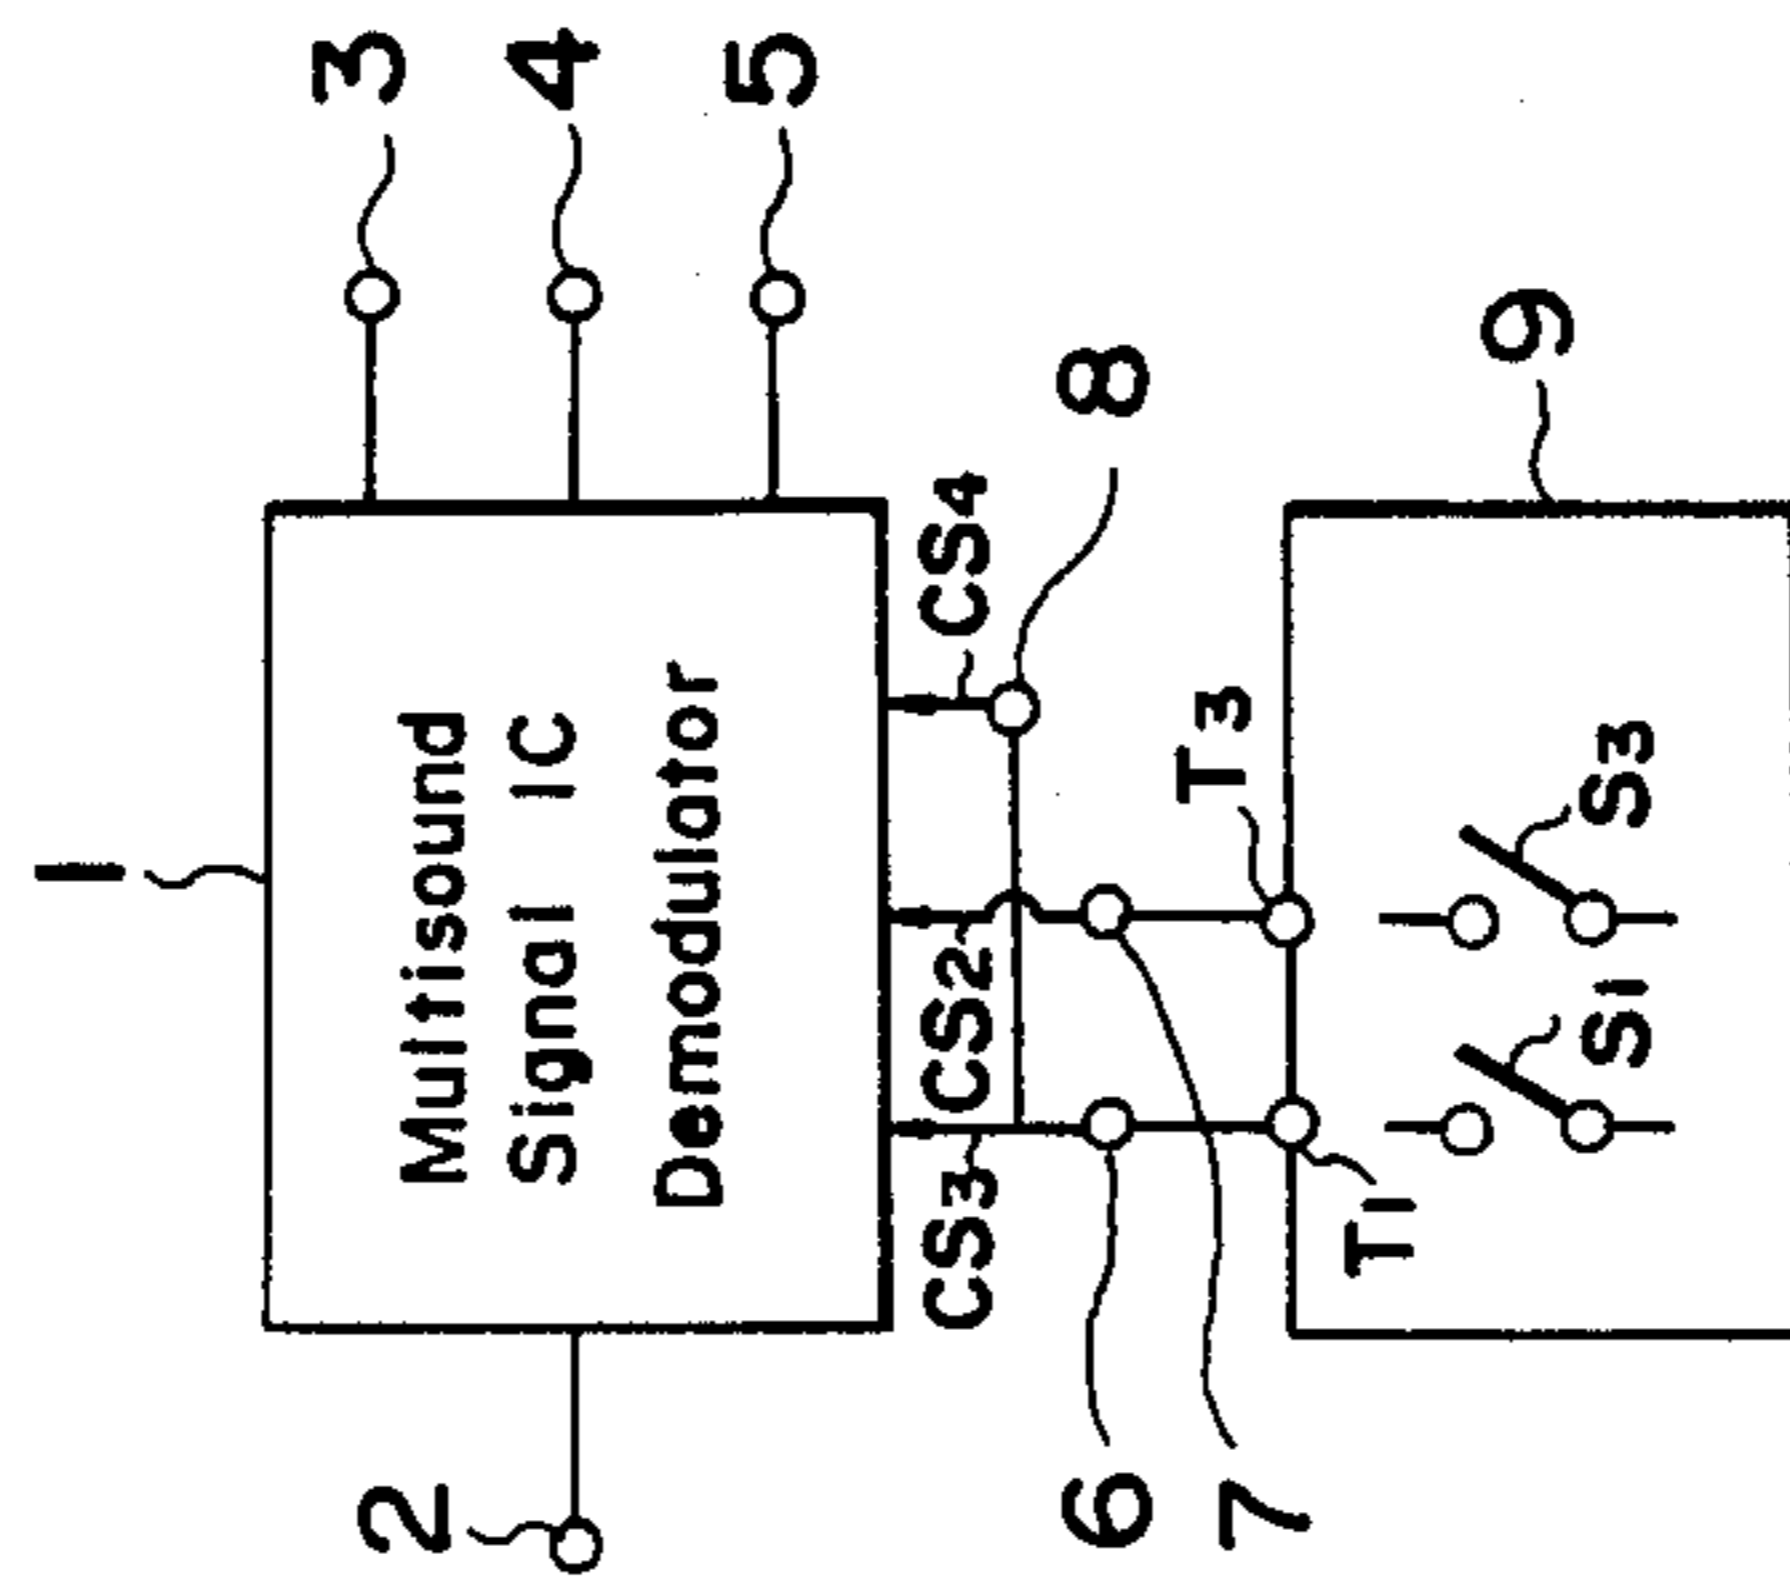 1
3
2
Multisound
4
Signal IC
Demodulator
5
CS3
CS2
CS4
6
8
T3
7
T1
9
S1
S3